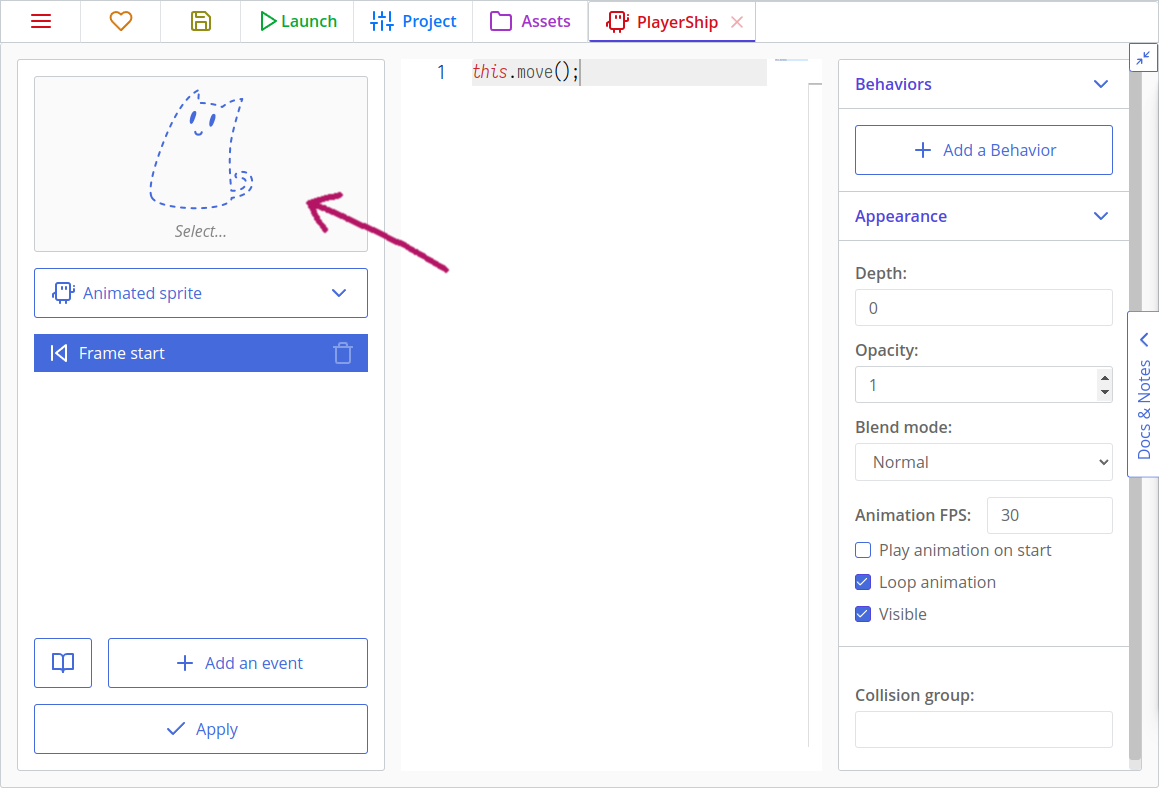 Launch
Project
Assets
PlayerShip
Select...
Animated sprite
Frame start
Add an event
Apply
1 this.move();
Behaviors
Add a Behavior
Appearance
Depth:
0
Opacity:
1
Blend mode:
Normal
Animation FPS: 30
Play animation on start
Loop animation
Visible
Collision group:
Docs & Notes